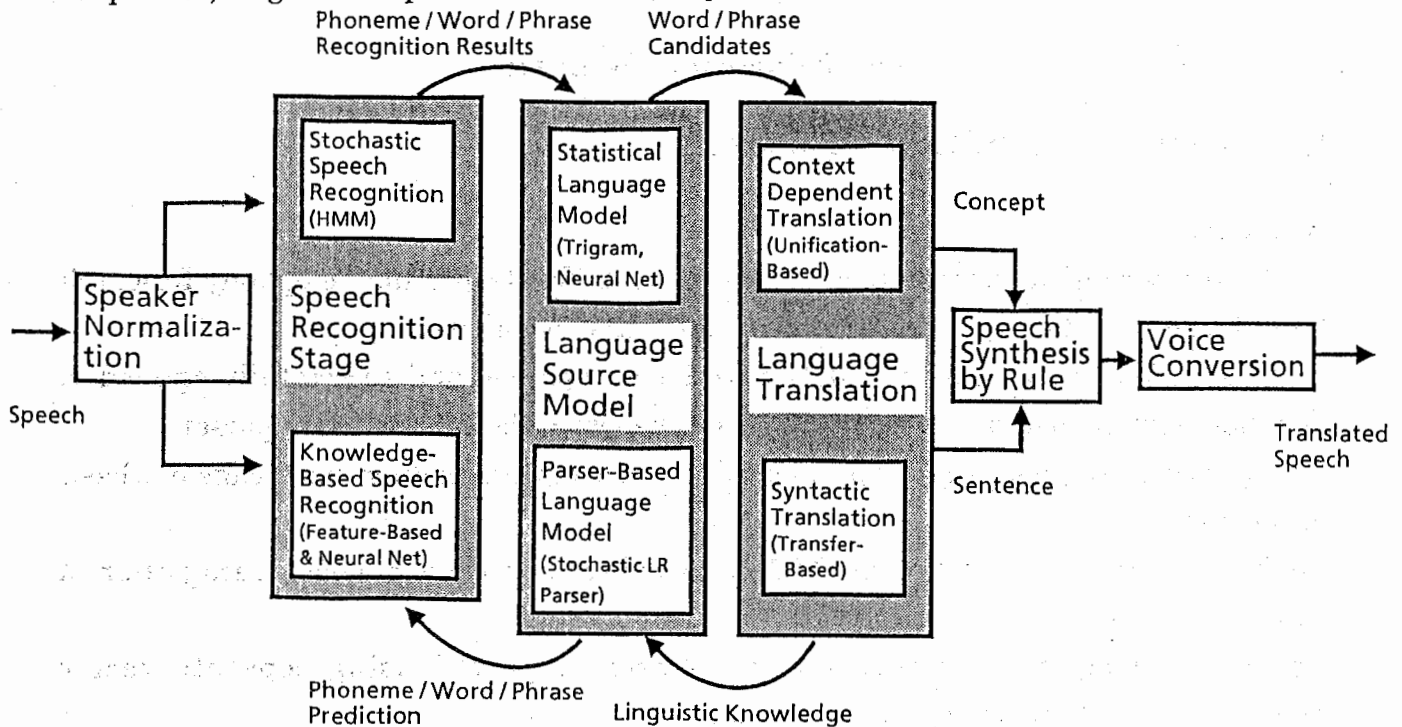 Phoneme / Word / Phrase
Recognition Results
Word / Phrase
Candidates
Stochastic
Speech
Recognition
(HMM)
Statistical
Language
Model
(Trigram,
Neural Net)
Context
Dependent
Translation
(Unification-
Based)
Concept
Speaker
Normaliza-
tion
Speech
Recognition
Stage
Language
Source
Model
Language
Translation
Speech
Synthesis
by Rule
Voice
Conversion
Speech
Translated
Speech
Knowledge-
Based Speech
Recognition
(Feature-Based
& Neural Net)
Parser-Based
Language
Model
(Stochastic LR
Parser)
Syntactic
Translation
(Transfer-
Based)
Sentence
Phoneme / Word / Phrase
Prediction
Linguistic Knowledge